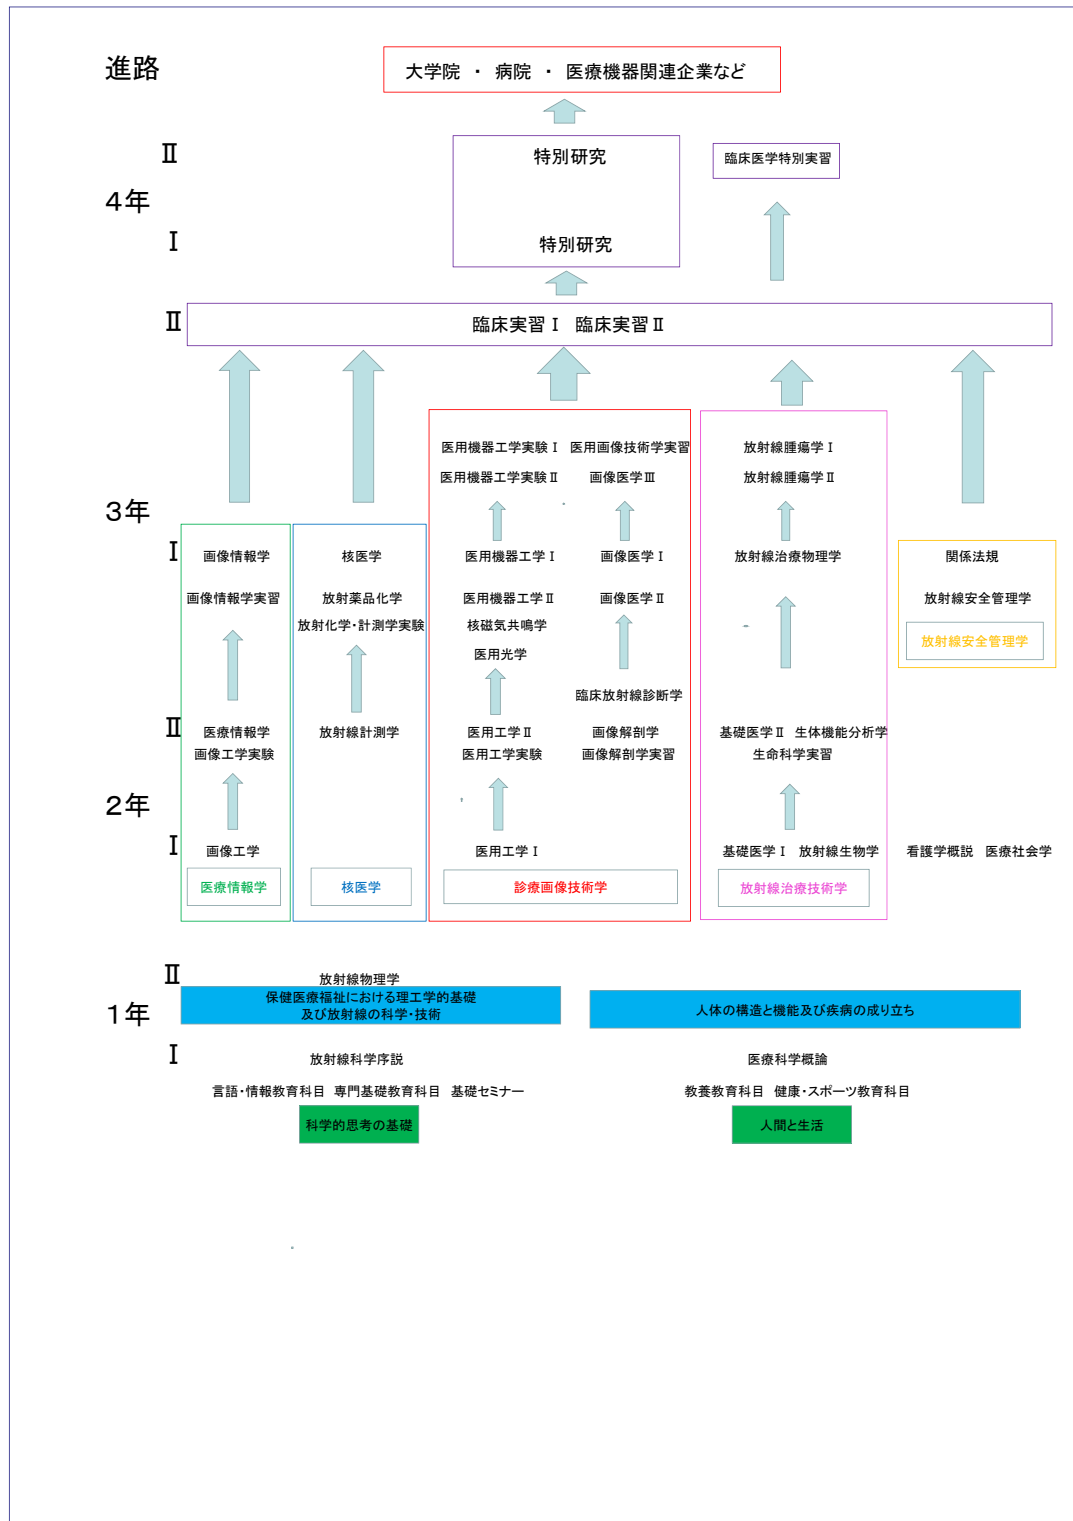 進路
大学院 ・ 病院 ・ 医療機器関連企業など
Ⅱ
特別研究
臨床医学特別実習
4年
Ⅰ
特別研究
Ⅱ
臨床実習Ⅰ 臨床実習Ⅱ
医用機器工学実験Ⅰ 医用画像技術学実習
放射線腫瘍学Ⅰ
医用機器工学実験Ⅱ 画像医学Ⅲ
放射線腫瘍学Ⅱ
3年
Ⅰ
画像情報学
核医学
医用機器工学Ⅰ
画像医学Ⅰ
放射線治療物理学
関係法規
画像情報学実習
放射薬品化学
医用機器工学Ⅱ
画像医学Ⅱ
放射線安全管理学
放射化学・計測学実験
核磁気共鳴学
放射線安全管理学
医用光学
臨床放射線診断学
Ⅱ
医療情報学
放射線計測学
医用工学Ⅱ
画像解剖学
基礎医学Ⅱ 生体機能分析学
画像工学実験
医用工学実験
画像解剖学実習
生命科学実習
2年
Ⅰ
画像工学
医用工学Ⅰ
基礎医学Ⅰ 放射線生物学
看護学概説 医療社会学
医療情報学
核医学
診療画像技術学
放射線治療技術学
Ⅱ
放射線物理学
保健医療福祉における理工学的基礎
及び放射線の科学・技術
人体の構造と機能及び疾病の成り立ち
1年
Ⅰ
放射線科学序説
医療科学概論
言語・情報教育科目 専門基礎教育科目 基礎セミナー
教養教育科目 健康・スポーツ教育科目
科学的思考の基礎
人間と生活